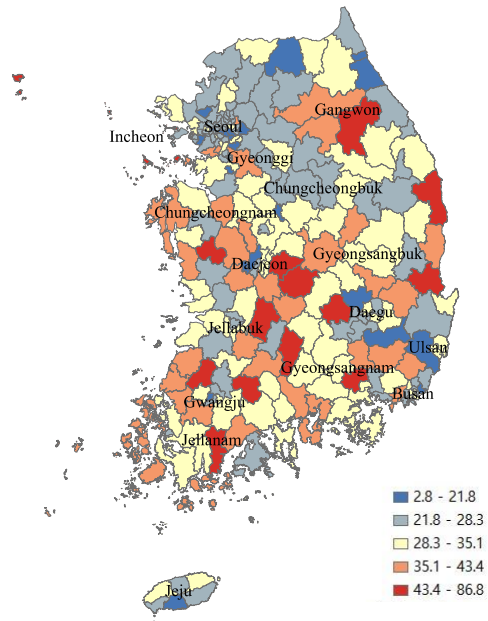 Gangwon
Seoul
Incheon
Gyeonggi
Chungcheongbuk
Chungcheongnam
Gyeongsangbuk
Daejeon
Daegu
Jellabuk
Ulsan
Gyeongsangnam
Busan
Gwangju
Jellanam
Jeju
2.8 - 21.8
21.8 - 28.3
28.3 - 35.1
35.1 - 43.4
43.4 - 86.8